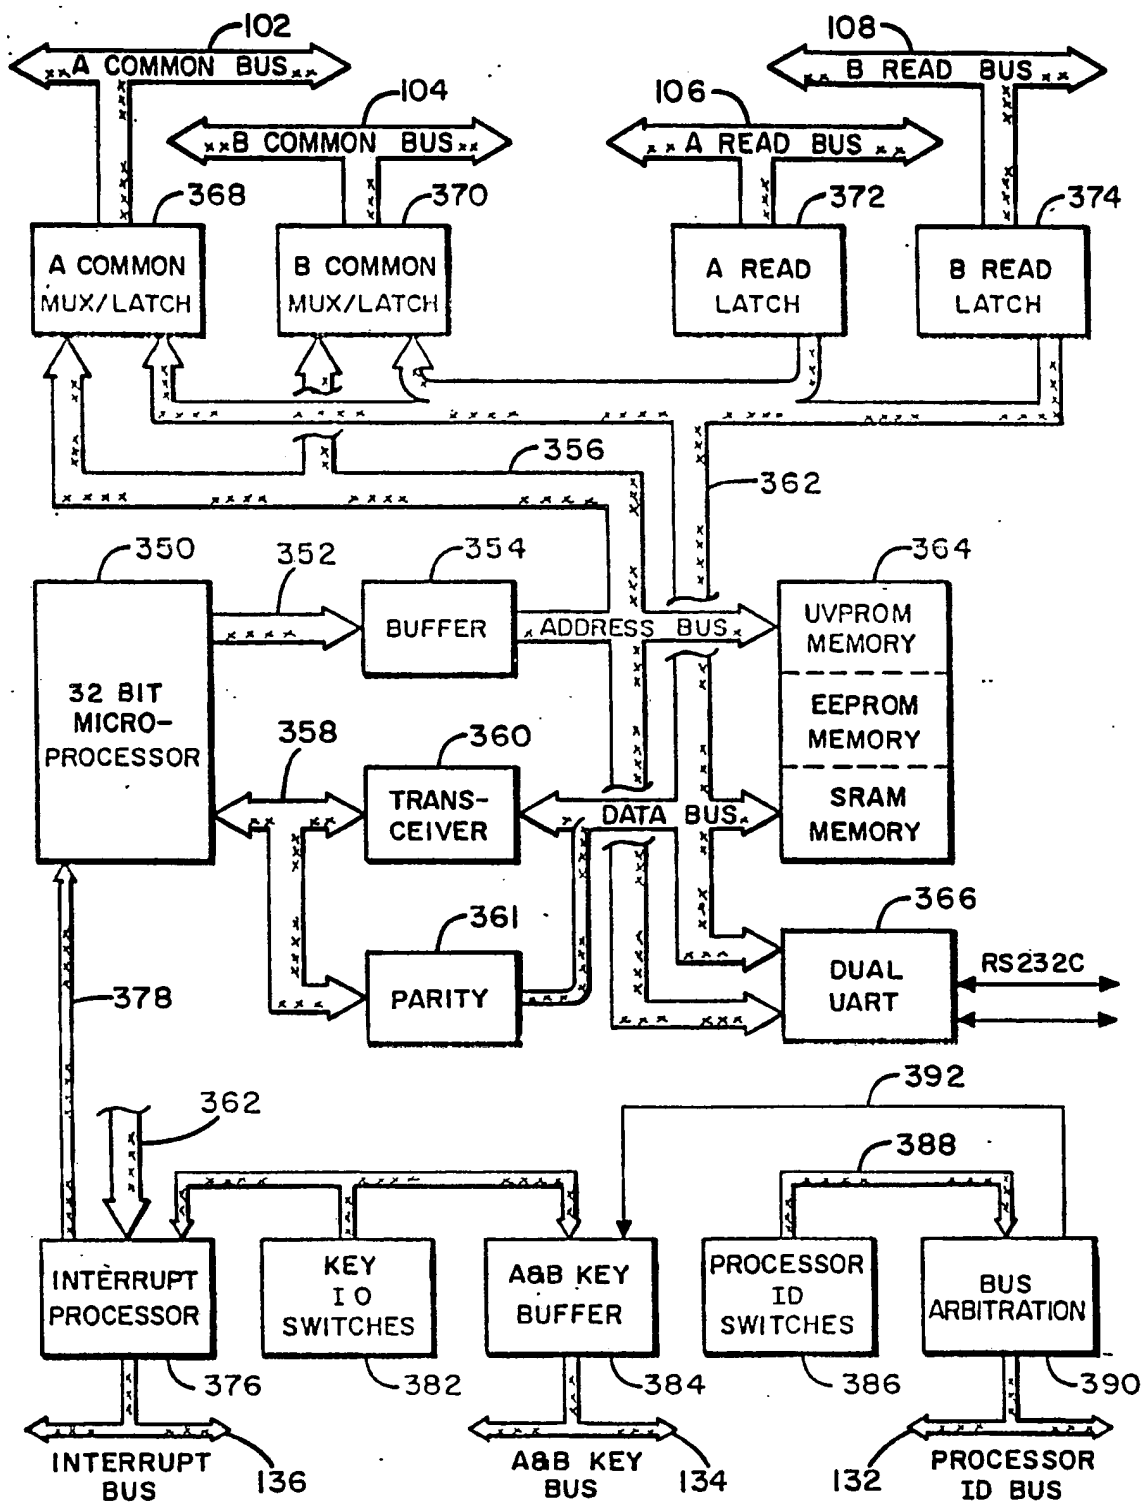 102
108
A COMMON BUS
B READ BUS
104
106
B COMMON BUS
A READ BUS
368
370
372
374
A COMMON
MUX/LATCH
B COMMON
MUX/LATCH
A READ
LATCH
B READ
LATCH
356
362
350
352
354
364
32 BIT
MICRO-
PROCESSOR
BUFFER
ADDRESS BUS
UVPROM
MEMORY
EEPROM
MEMORY
SRAM
MEMORY
358
360
TRANS-
CEIVER
DATA BUS
361
366
PARITY
DUAL
UART
RS232C
378
362
392
388
INTERRUPT
PROCESSOR
KEY
I O
SWITCHES
A&B KEY
BUFFER
PROCESSOR
ID
SWITCHES
BUS
ARBITRATION
376
382
384
386
390
INTERRUPT
BUS
136
A&B KEY
BUS
134
132
PROCESSOR
ID BUS